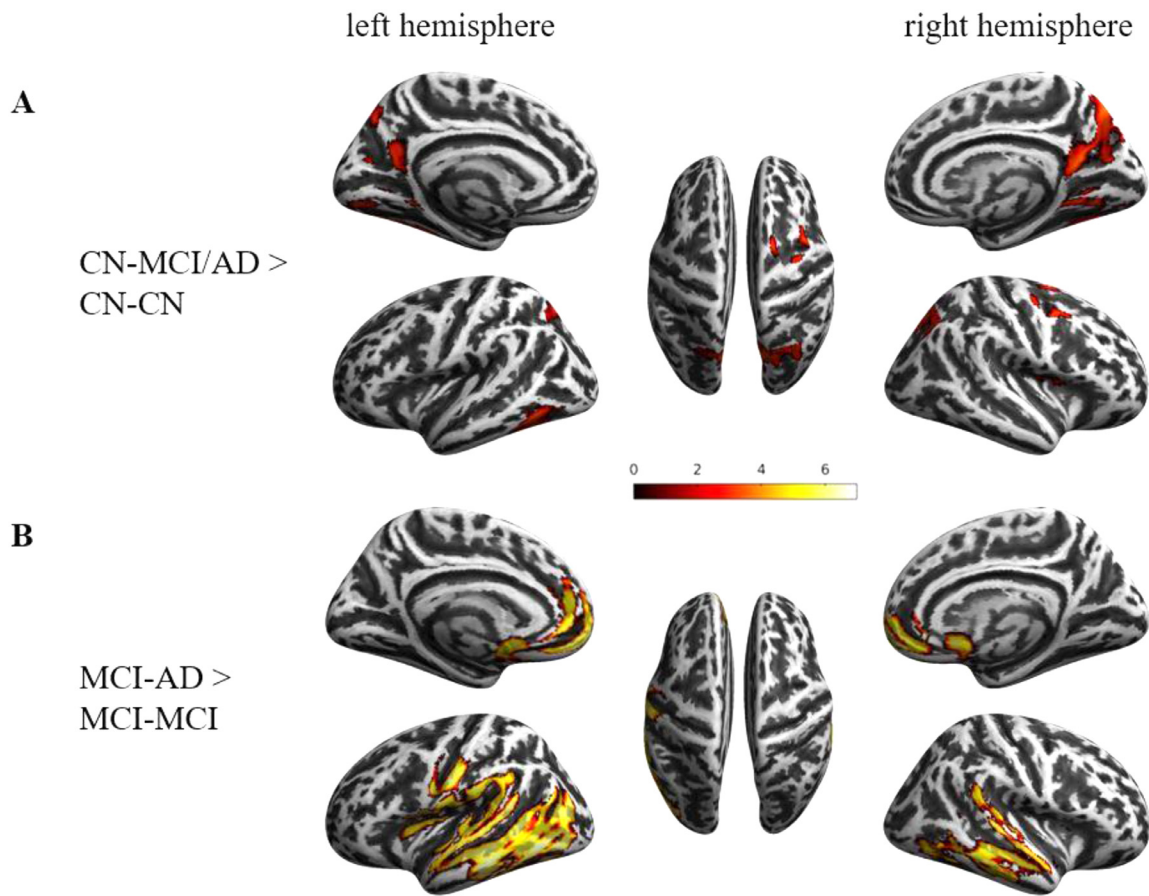 left hemisphere
right hemisphere
A
CN-MCI/AD >
CN-CN
0 2 4 6
B
MCI-AD >
MCI-MCI